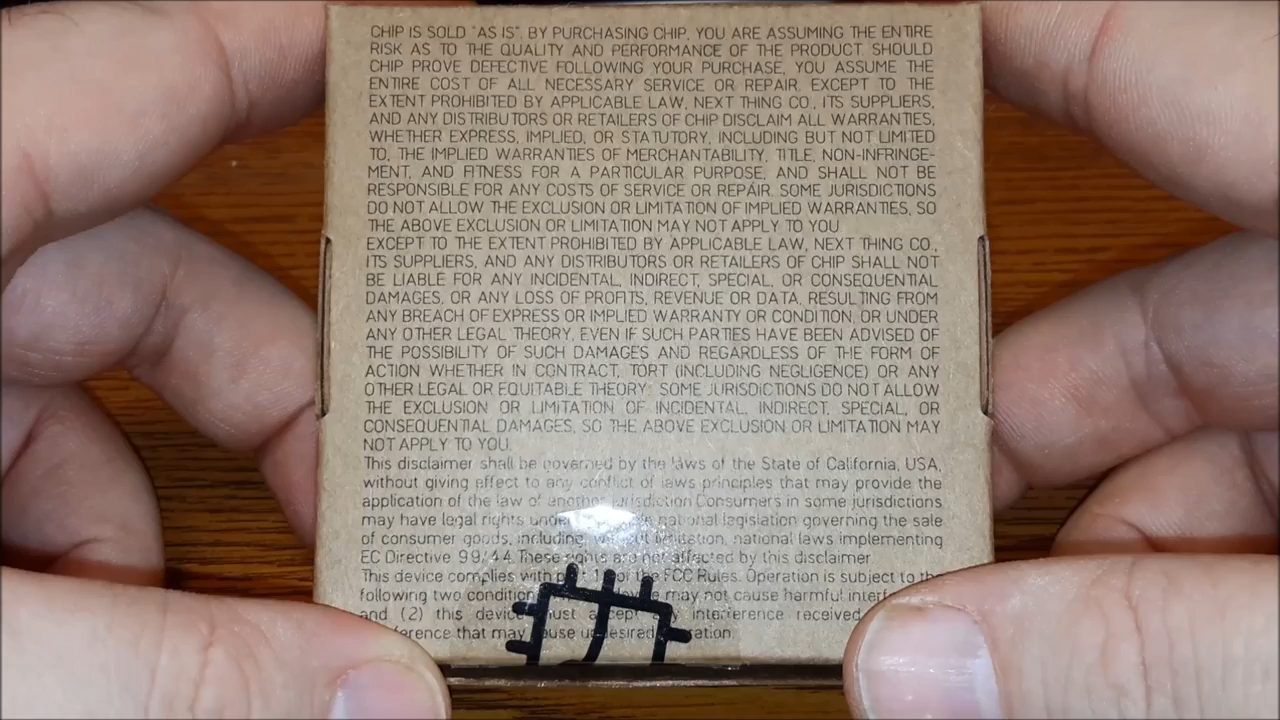 CHIP IS SOLD "AS IS". BY PURCHASING CHIP, YOU ARE ASSUMING THE ENTIRE
RISK AS TO THE QUALITY AND PERFORMANCE OF THE PRODUCT. SHOULD
CHIP PROVE DEFECTIVE FOLLOWING YOUR PURCHASE, YOU ASSUME THE
ENTIRE COST OF ALL NECESSARY SERVICE OR REPAIR. EXCEPT TO THE
EXTENT PROHIBITED BY APPLICABLE LAW, NEXT THING CO., ITS SUPPLIERS,
AND ANY DISTRIBUTORS OR RETAILERS OF CHIP DISCLAIM ALL WARRANTIES,
WHETHER EXPRESS, IMPLIED, OR STATUTORY, INCLUDING BUT NOT LIMITED
TO, THE IMPLIED WARRANTIES OF MERCHANTABILITY, TITLE, NON-INFRINGE-
MENT, AND FITNESS FOR A PARTICULAR PURPOSE, AND SHALL NOT BE
RESPONSIBLE FOR ANY COSTS OF SERVICE OR REPAIR. SOME JURISDICTIONS
DO NOT ALLOW THE EXCLUSION OR LIMITATION OF IMPLIED WARRANTIES, SO
THE ABOVE EXCLUSION OR LIMITATION MAY NOT APPLY TO YOU.
EXCEPT TO THE EXTENT PROHIBITED BY APPLICABLE LAW, NEXT THING CO.,
ITS SUPPLIERS, AND ANY DISTRIBUTORS OR RETAILERS OF CHIP SHALL NOT
BE LIABLE FOR ANY INCIDENTAL, INDIRECT, SPECIAL, OR CONSEQUENTIAL
DAMAGES, OR ANY LOSS OF PROFITS, REVENUE OR DATA, RESULTING FROM
ANY BREACH OF EXPRESS OR IMPLIED WARRANTY OR CONDITION, OR UNDER
ANY OTHER LEGAL THEORY, EVEN IF SUCH PARTIES HAVE BEEN ADVISED OF
THE POSSIBILITY OF SUCH DAMAGES AND REGARDLESS OF THE FORM OF
ACTION WHETHER IN CONTRACT, TORT (INCLUDING NEGLIGENCE) OR ANY
OTHER LEGAL OR EQUITABLE THEORY. SOME JURISDICTIONS DO NOT ALLOW
THE EXCLUSION OR LIMITATION OF INCIDENTAL, INDIRECT, SPECIAL, OR
CONSEQUENTIAL DAMAGES, SO THE ABOVE EXCLUSION OR LIMITATION MAY
NOT APPLY TO YOU.
This disclaimer shall be governed by the laws of the State of California, USA,
without giving effect to any conflict of laws principles that may provide the
application of the law of another jurisdiction. Consumers in some jurisdictions
may have legal rights under national legislation governing the sale
of consumer goods, including, without limitation, national laws implementing
EC Directive 99/44. These rights are not affected by this disclaimer.
This device complies with 1 of the FCC Rules. Operation is subject to the
following two may not cause harmful
and (2) this device must accept any interference received
that may cause undesired